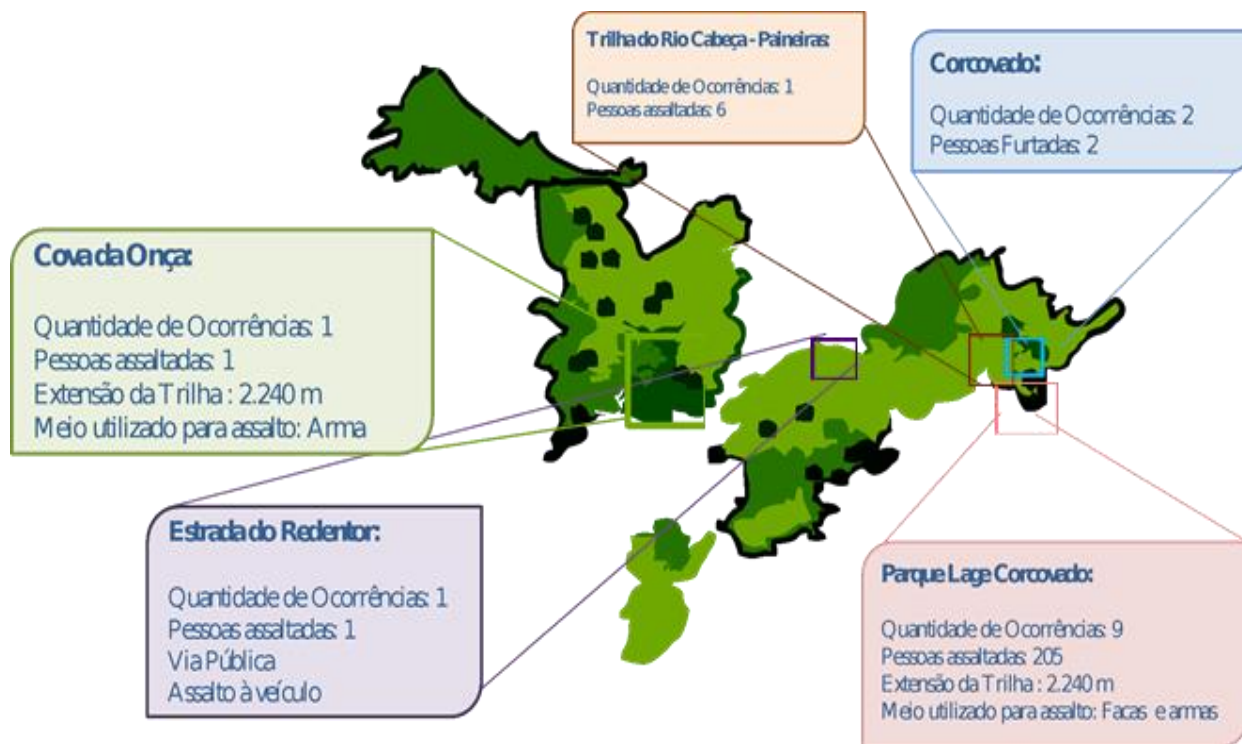 Trilha do Rio Cabeça - Paineiras:
Quantidade de Ocorrências: 1
Pessoas assaltadas: 6
Corcovado:
Quantidade de Ocorrências: 2
Pessoas Furtadas: 2
Cova da Onça:
Quantidade de Ocorrências: 1
Pessoas assaltadas: 1
Extensão da Trilha : 2.240 m
Meio utilizado para assalto: Arma
Estrada do Redentor:
Quantidade de Ocorrências: 1
Pessoas assaltadas: 1
Via Pública
Assalto à veículo
Parque Lage Corcovado:
Quantidade de Ocorrências: 9
Pessoas assaltadas: 205
Extensão da Trilha : 2.240 m
Meio utilizado para assalto: Facas e armas